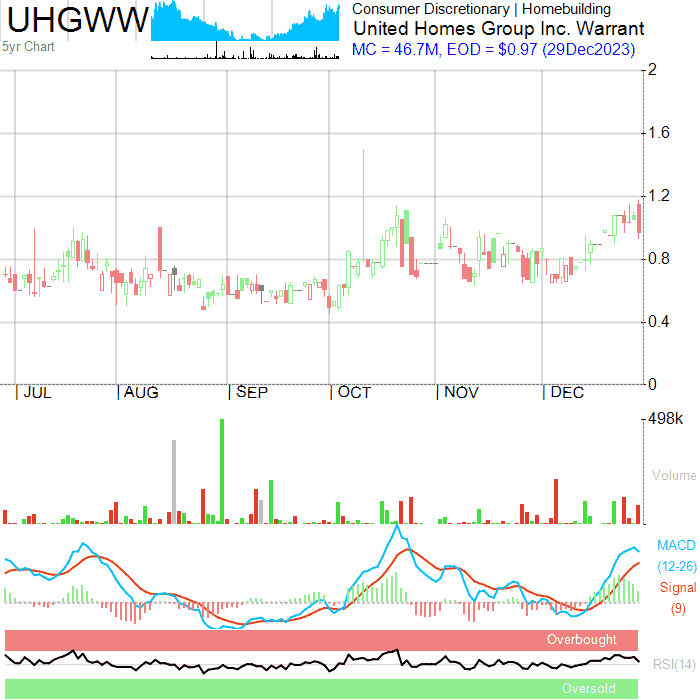 UHGWW
5yr Chart
Consumer Discretionary | Homebuilding
United Homes Group Inc. Warrant
MC = 46.7M, EOD = $0.97 (29Dec2023)
2
1.6
1.2
0.8
0.4
0
| JUL | AUG | SEP | OCT | NOV | DEC
498k
Volume
MACD
(12-26)
Signal
(9)
Overbought
RSI(14)
Oversold